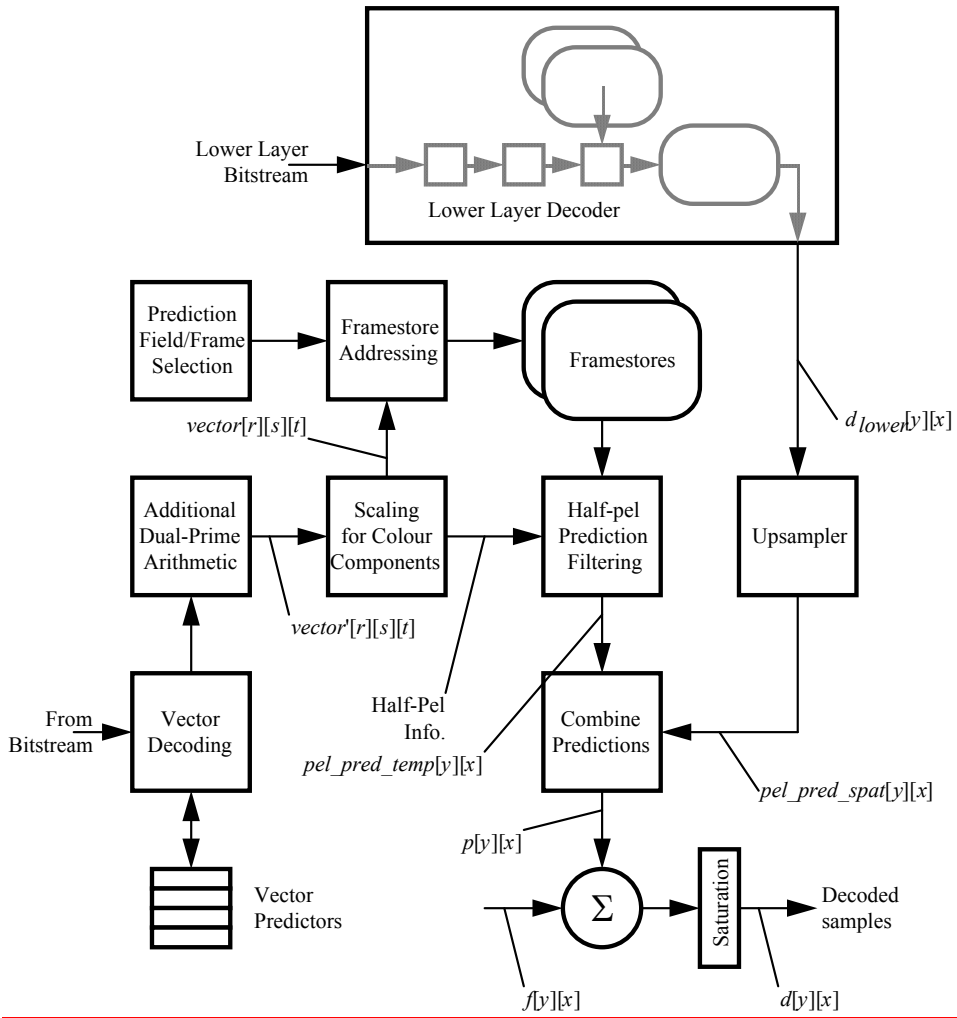 Lower Layer
Bitstream
Lower Layer Decoder
Prediction
Field/Frame
Selection
Framestore
Addressing
Framestores
vector[r][s][t]
d lower[y][x]
Additional
Dual-Prime
Arithmetic
Scaling
for Colour
Components
Half-pel
Prediction
Filtering
Upsampler
vector'[r][s][t]
From
Bitstream
Vector
Decoding
Half-Pel
Info.
Combine
Predictions
pel_pred_temp[y][x]
pel_pred_spat[y][x]
p[y][x]
Vector
Predictors
Σ
Saturation
Decoded
samples
f[y][x]
d[y][x]